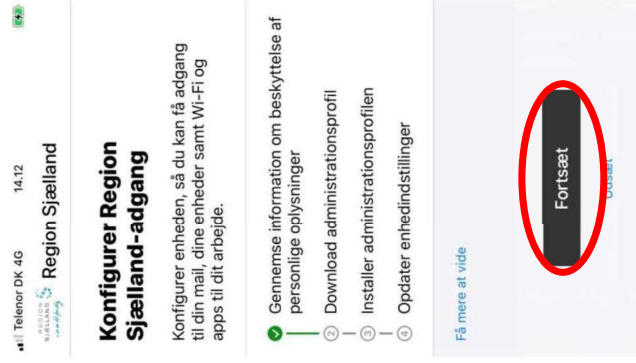 Telenor DK 4G 14.12
REGION
SJÆLLAND
Region Sjælland
Konfigurer Region
Sjælland-adgang
Konfigurer enheden, så du kan få adgang
til din mail, dine enheder samt Wi-Fi og
apps til dit arbejde.
Gennemse information om beskyttelse af
personlige oplysninger
2 Download administrationsprofil
3 Installer administrationsprofilen
4 Opdater enhedindstillinger
Få mere at vide
Fortsæt
Udsæt